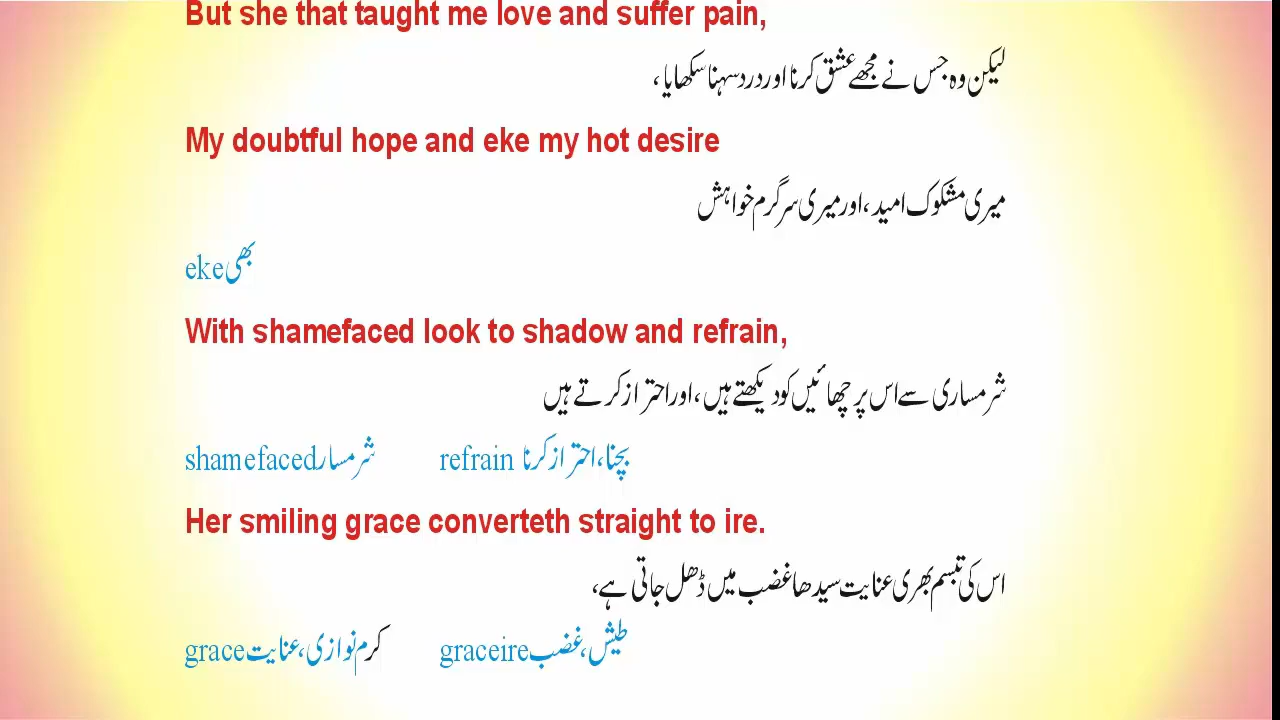 But she that taught me love and suffer pain,
لیکن وہ جس نے مجھے عشق کرنا اور درد سہنا سکھایا،
My doubtful hope and eke my hot desire
میری مشکوک امید، اور میری سرگرم خواہش
eke بھی
With shamefaced look to shadow and refrain,
شرمساری سے اس پرچھائیں کو دیکھتے ہیں، اور احتراز کرتے ہیں
shamefaced شرمسار refrain بچنا، احتراز کرنا
Her smiling grace converteth straight to ire.
اس کی تبسم بھری عنایت سیدھا غضب میں ڈھل جاتی ہے،
grace کرم نوازی، عنایت graceire طیش، غضب